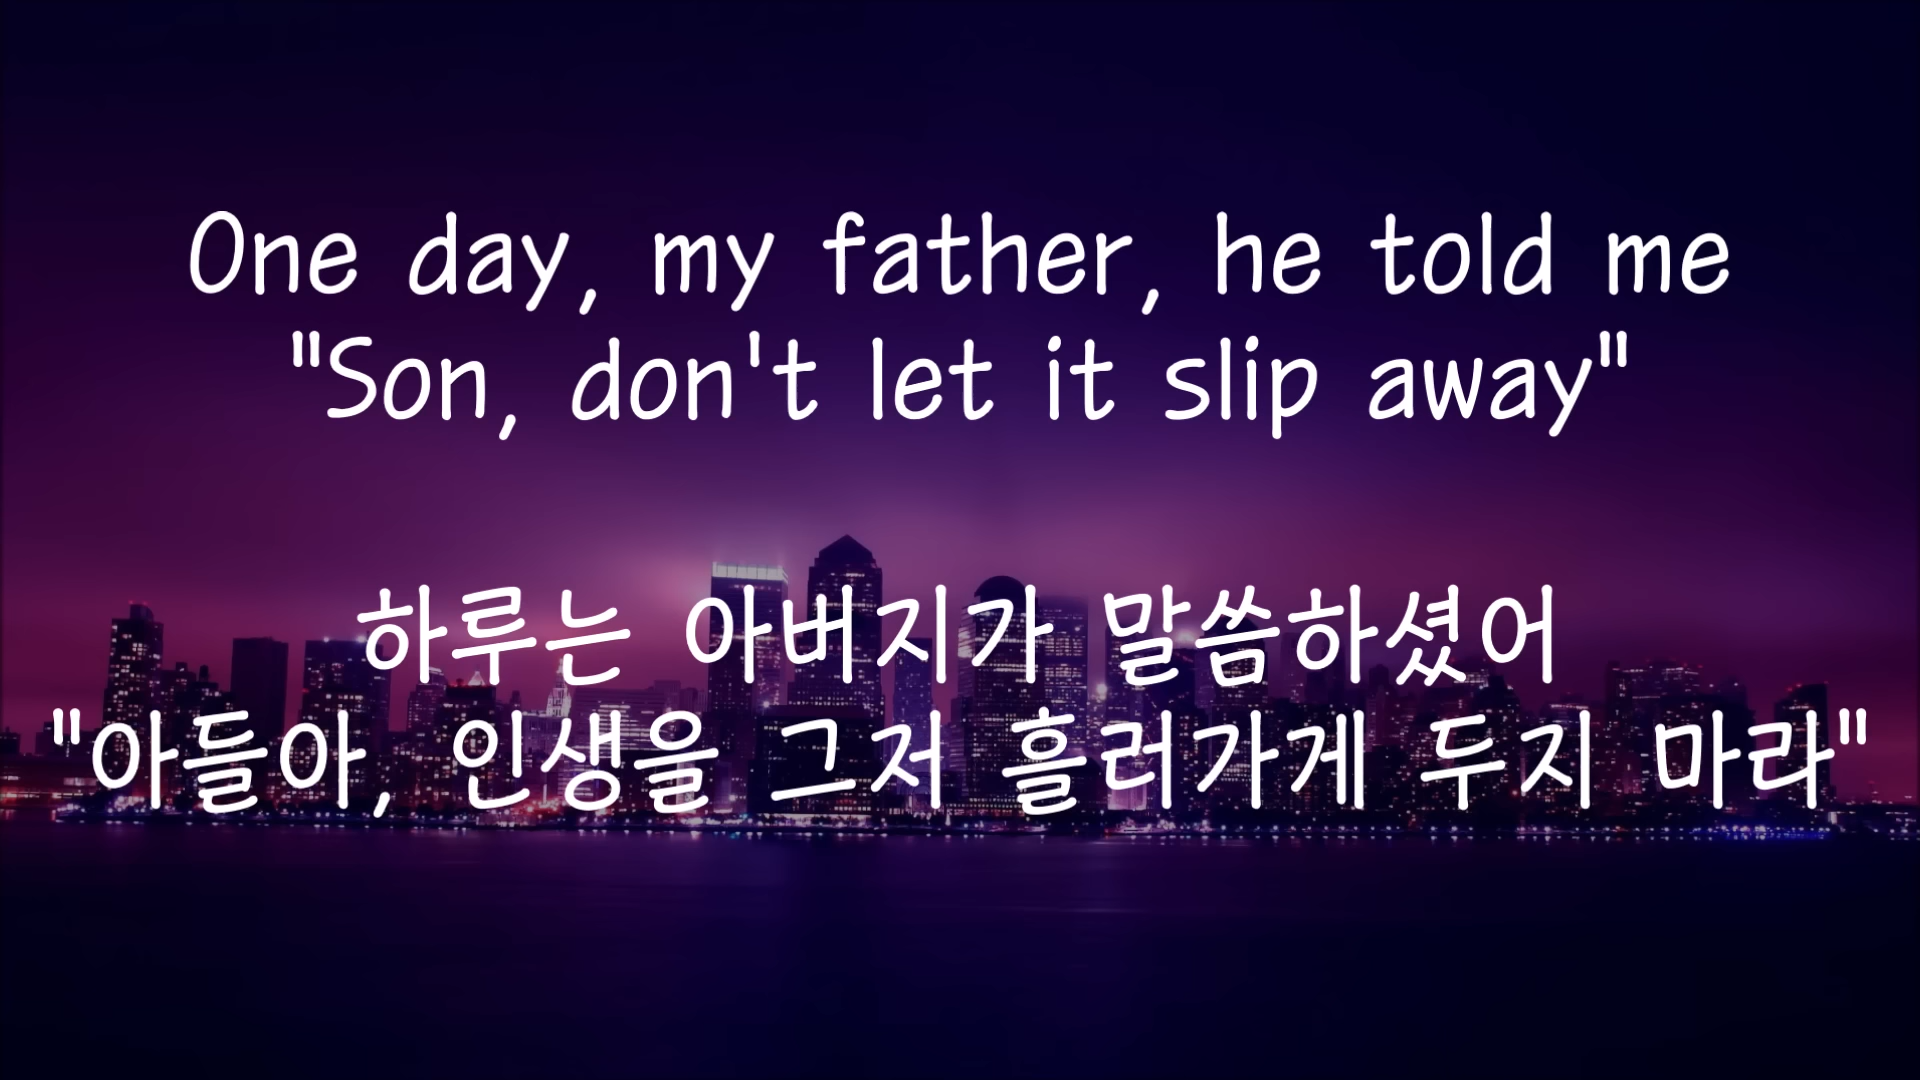 One day, my father, he told me
"Son, don't let it slip away"
하루는 아버지가 말씀하셨어
"아들아, 인생을 그저 흘러가게 두지 마라"